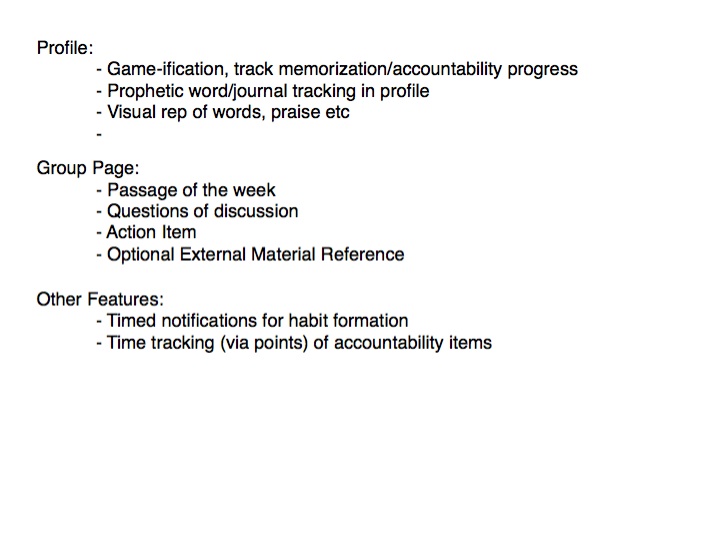 Profile:
- Game-ification, track memorization/accountability progress
- Prophetic word/journal tracking in profile
- Visual rep of words, praise etc
-
Group Page:
- Passage of the week
- Questions of discussion
- Action Item
- Optional External Material Reference
Other Features:
- Timed notifications for habit formation
- Time tracking (via points) of accountability items